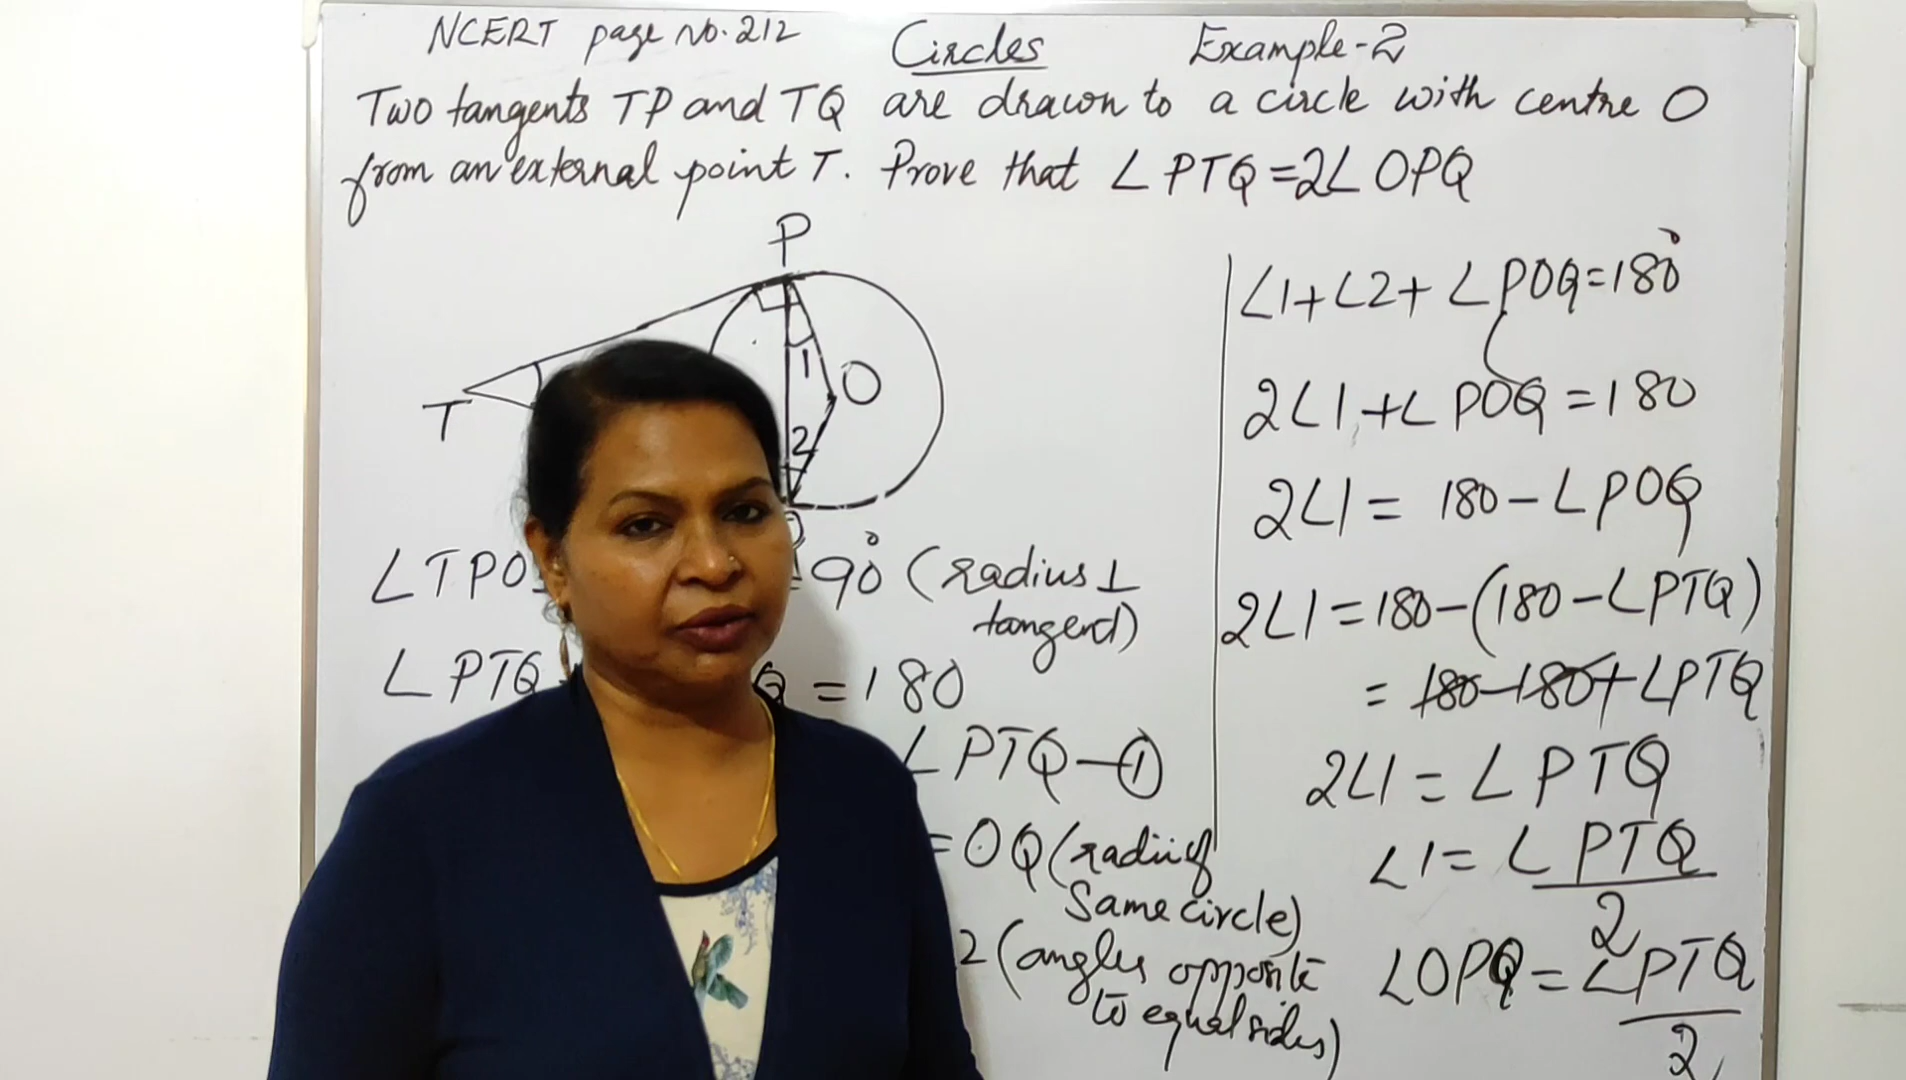 NCERT page no. 212 Circles Example-2
Two tangents TP and TQ are drawn to a circle with centre O
from an external point T. Prove that ∠PTQ=2∠OPQ
P
1
O
T
2
∠TPO = 90° (radius ⊥
tangent)
∠PTQ = 180
∠PTQ—①
= OQ (radii of
Same circle)
2 (angles opposite
to equal sides)
∠1+∠2+∠POQ=180°
2∠1+∠POQ=180
2∠1= 180-∠POQ
2∠1=180-(180-∠PTQ)
= 180-180+∠PTQ
2∠1=∠PTQ
∠1=∠PTQ
2
∠OPQ=∠PTQ
2